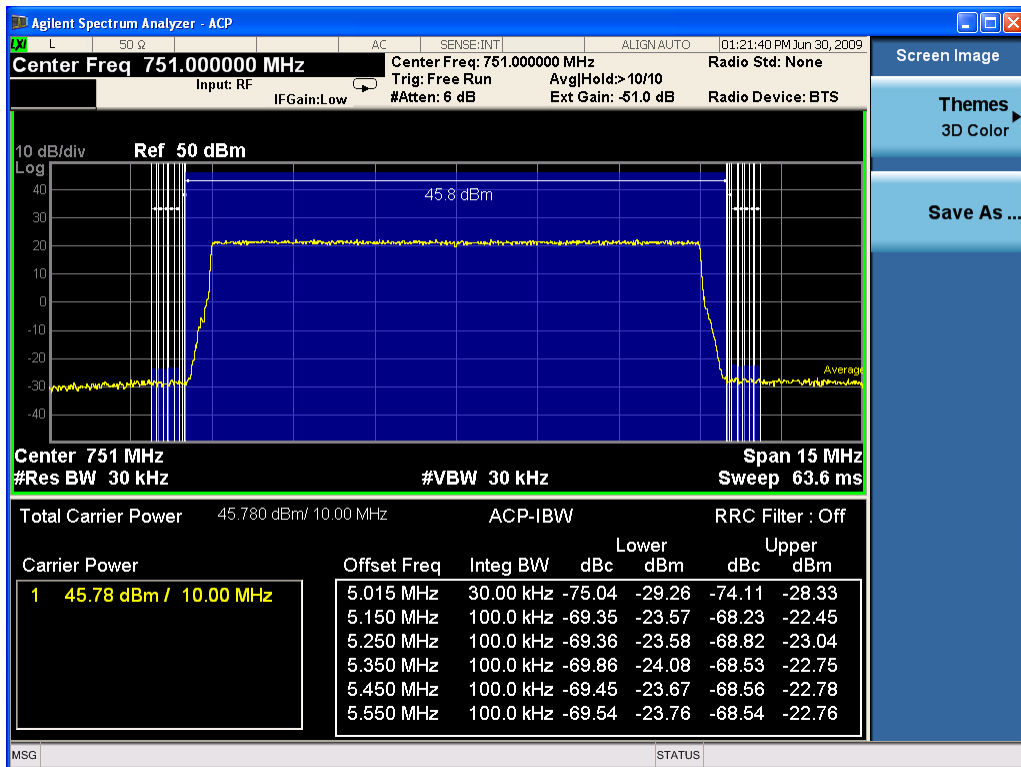 Agilent Spectrum Analyzer - ACP
LXI L 50 Ω AC SENSE:INT ALIGN AUTO 01:21:40 PM Jun 30, 2009
Center Freq 751.000000 MHz
Input: RF
IFGain:Low
Center Freq: 751.000000 MHz
Trig: Free Run Avg|Hold:>10/10
#Atten: 6 dB Ext Gain: -51.0 dB
Radio Std: None
Radio Device: BTS
Screen Image
Themes
3D Color
Save As ...
10 dB/div Ref 50 dBm
Log
40
30
20
10
0
-10
-20
-30
-40
45.8 dBm
Average
Center 751 MHz Span 15 MHz
#Res BW 30 kHz #VBW 30 kHz Sweep 63.6 ms
Total Carrier Power 45.780 dBm/ 10.00 MHz ACP-IBW RRC Filter : Off
Carrier Power
1 45.78 dBm / 10.00 MHz
Lower Upper
Offset Freq Integ BW dBc dBm dBc dBm
5.015 MHz 30.00 kHz -75.04 -29.26 -74.11 -28.33
5.150 MHz 100.0 kHz -69.35 -23.57 -68.23 -22.45
5.250 MHz 100.0 kHz -69.36 -23.58 -68.82 -23.04
5.350 MHz 100.0 kHz -69.86 -24.08 -68.53 -22.75
5.450 MHz 100.0 kHz -69.45 -23.67 -68.56 -22.78
5.550 MHz 100.0 kHz -69.54 -23.76 -68.54 -22.76
MSG STATUS